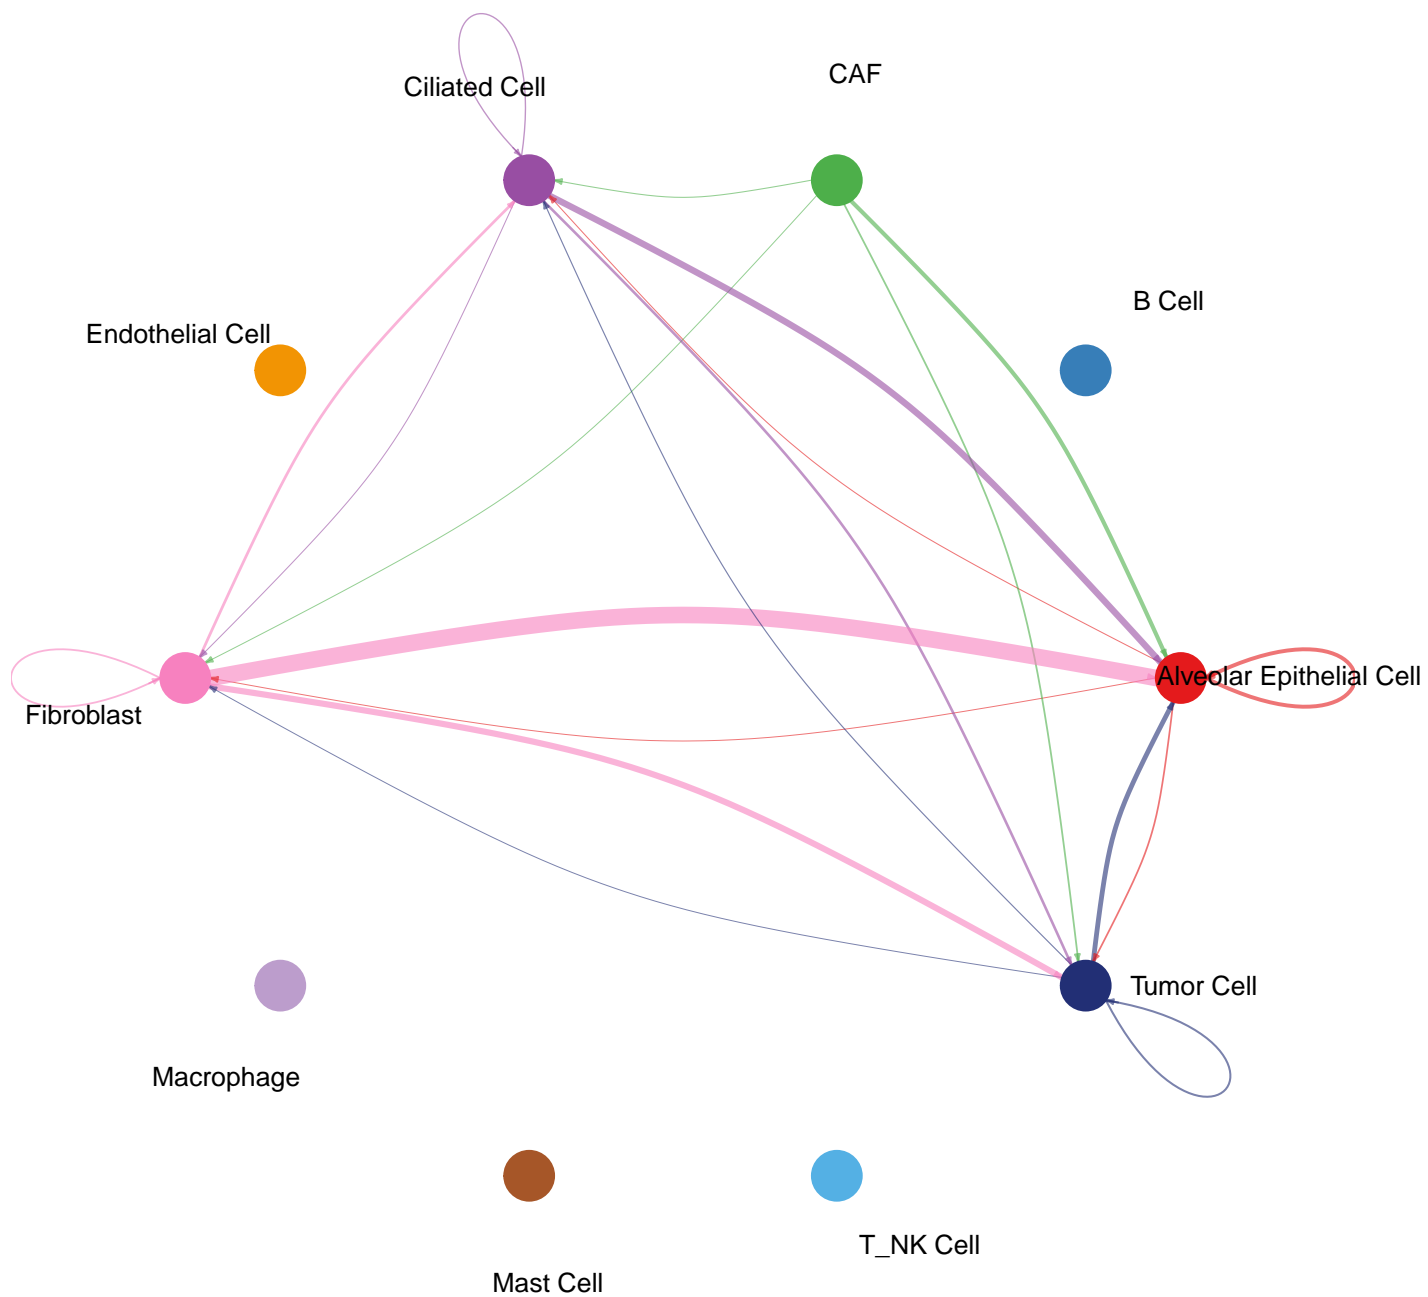 CAF
Ciliated Cell
B Cell
Endothelial Cell
Alveolar Epithelial Cell
Fibroblast
Tumor Cell
Macrophage
T_NK Cell
Mast Cell